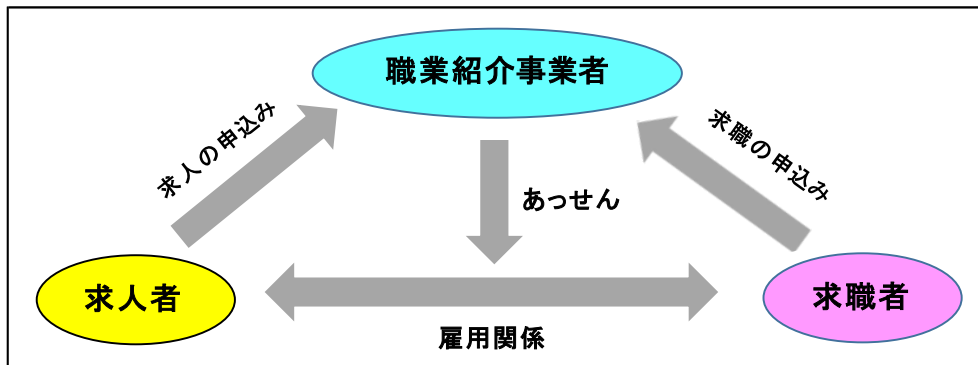 職業紹介事業者
求人の申込み
求職の申込み
あっせん
求人者
求職者
雇用関係